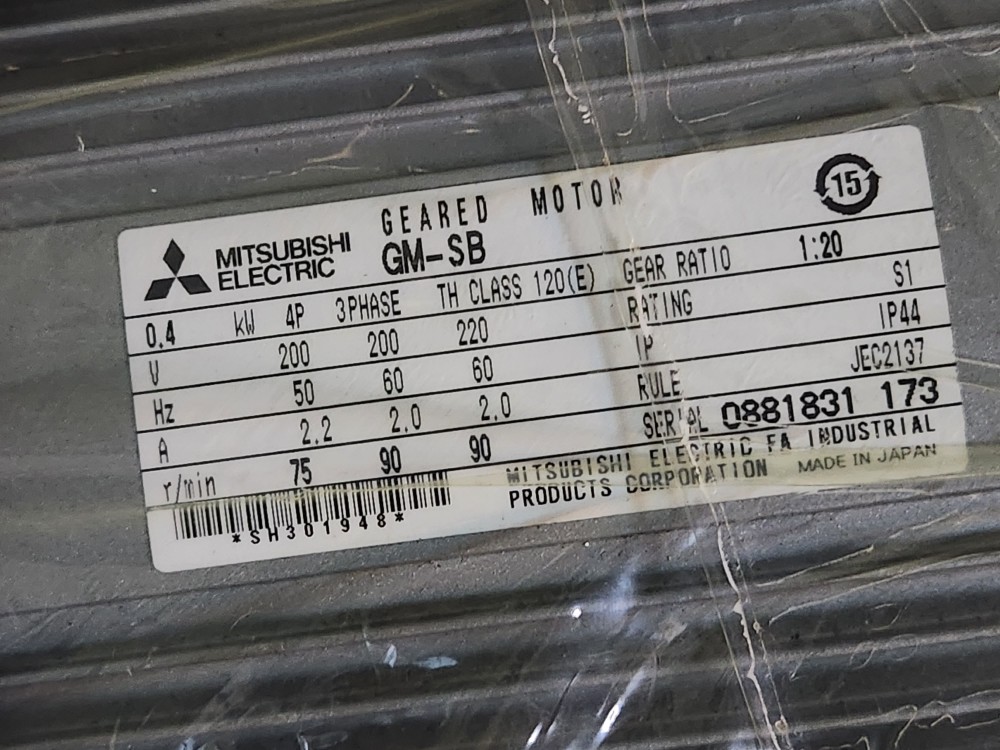 GEARED MOTOR
15
MITSUBISHI
ELECTRIC
GM-SB
0.4 kW 4P 3PHASE TH CLASS 120(E) GEAR RATIO 1:20
V 200 200 220 RATING S1
Hz 50 60 60 IP IP44
A 2.2 2.0 2.0 RULE JEC2137
r/min 75 90 90 SERIAL 0881831 173
*SH301948*
MITSUBISHI ELECTRIC FA INDUSTRIAL
PRODUCTS CORPORATION MADE IN JAPAN